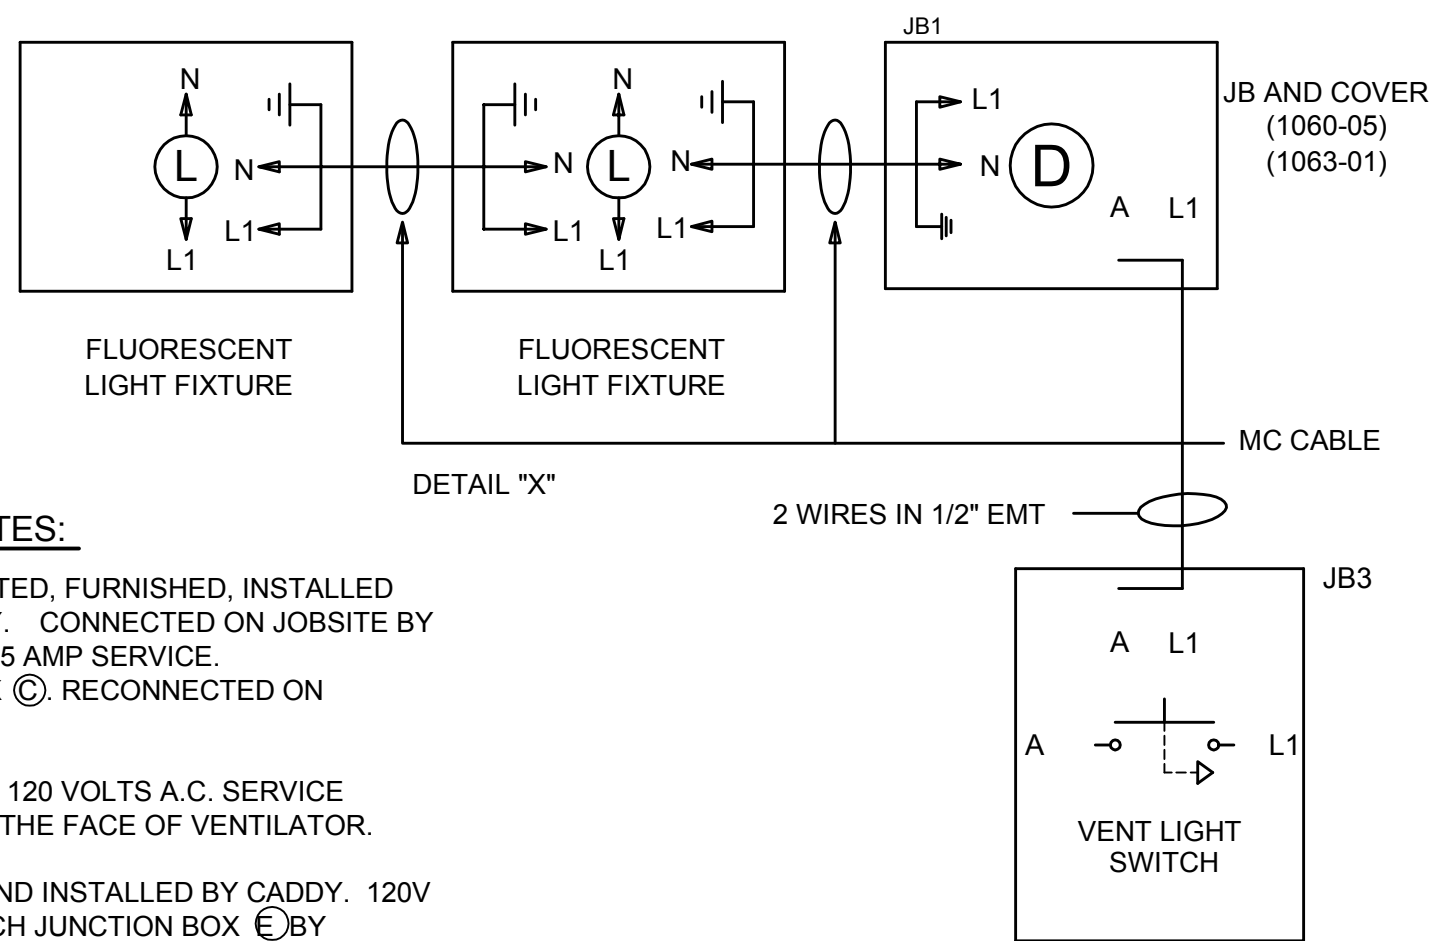 JB1
N
N
L1
JB AND COVER
(1060-05)
(1063-01)
L
N
N
L
N
N
D
A
L1
L1
L1
L1
L1
L1
L1
FLUORESCENT
LIGHT FIXTURE
FLUORESCENT
LIGHT FIXTURE
MC CABLE
DETAIL "X"
2 WIRES IN 1/2" EMT
TES:
JB3
TED, FURNISHED, INSTALLED
Y. CONNECTED ON JOBSITE BY
5 AMP SERVICE.
Ⓒ. RECONNECTED ON
A L1
A
L1
120 VOLTS A.C. SERVICE
THE FACE OF VENTILATOR.
VENT LIGHT
SWITCH
ND INSTALLED BY CADDY. 120V
CH JUNCTION BOX Ⓔ BY